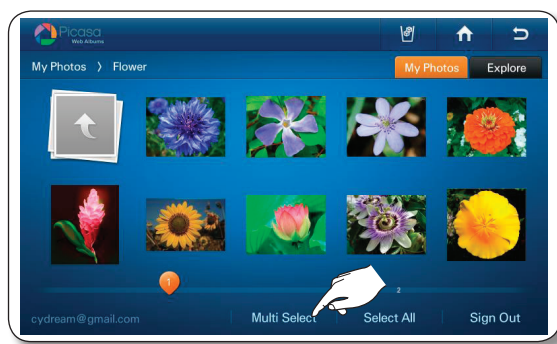 Picasa
Web Albums
My Photos 〉 Flower
My Photos Explore
1
2
cydream@gmail.com
Multi Select
Select All
Sign Out